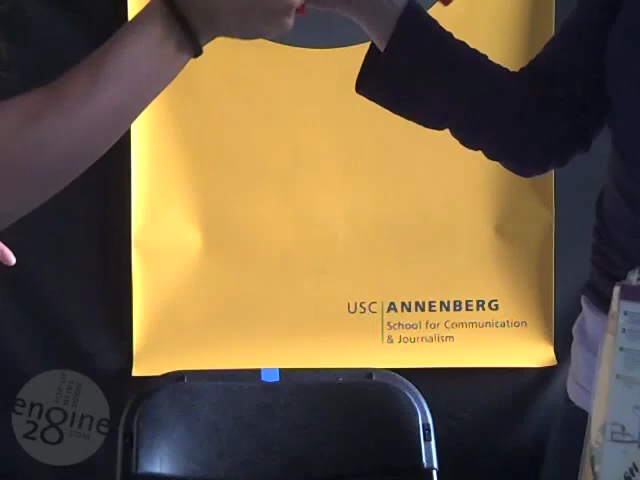 USC ANNENBERG
School for Communication
& Journalism
engine
28